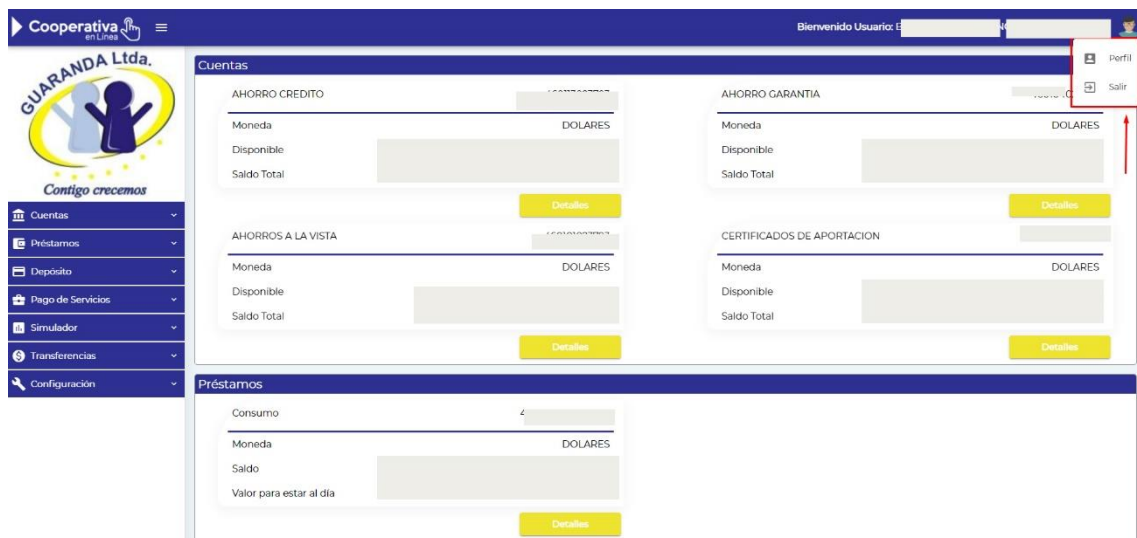 Cooperativa
en Linea
Bienvenido Usuario:
Perfil
Salir
GUARANDA Ltda.
Contigo crecemos
Cuentas
Préstamos
Depósito
Pago de Servicios
Simulador
Transferencias
Configuración
Cuentas
AHORRO CREDITO
Moneda DOLARES
Disponible
Saldo Total
Detalles
AHORRO GARANTIA
Moneda DOLARES
Disponible
Saldo Total
Detalles
AHORROS A LA VISTA
Moneda DOLARES
Disponible
Saldo Total
Detalles
CERTIFICADOS DE APORTACION
Moneda DOLARES
Disponible
Saldo Total
Detalles
Préstamos
Consumo
Moneda DOLARES
Saldo
Valor para estar al día
Detalles